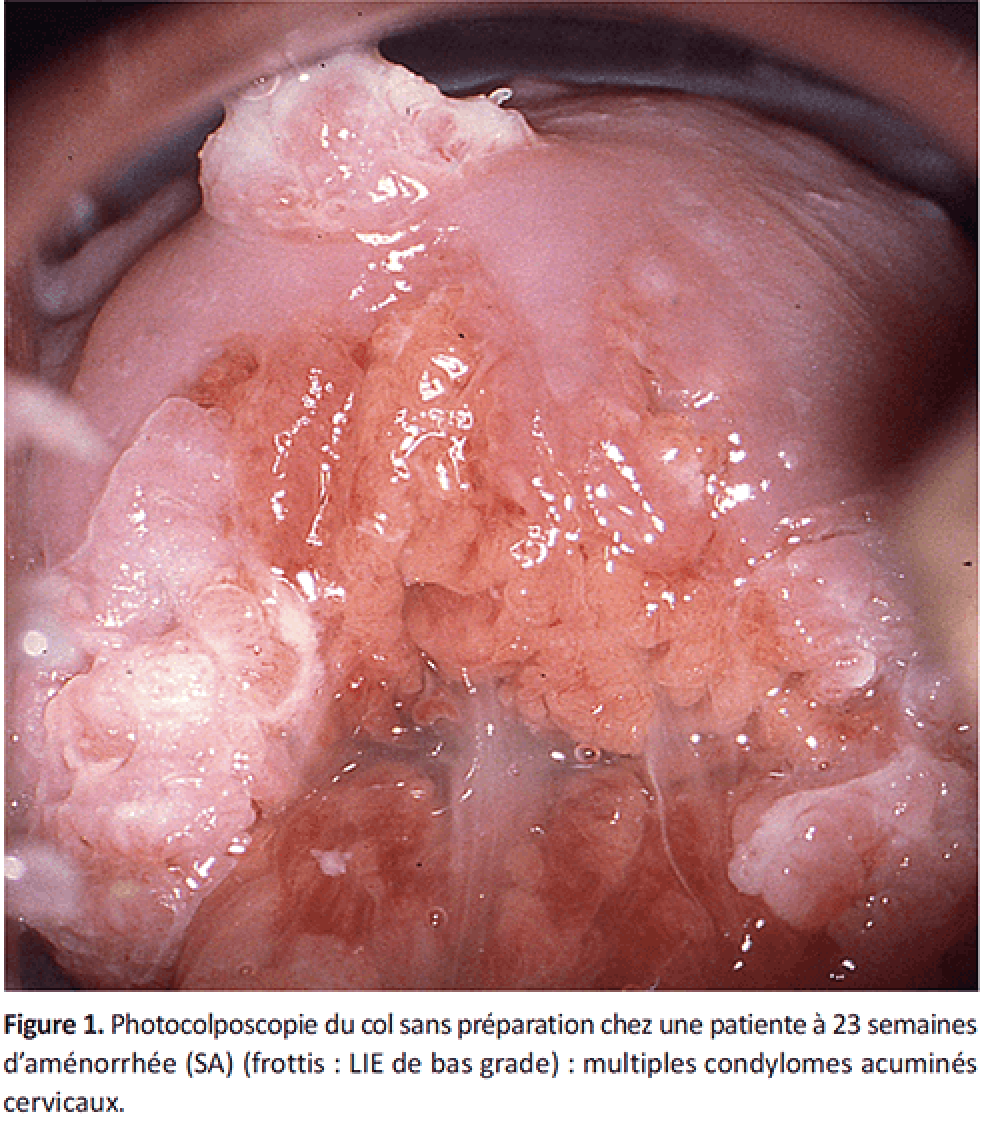 Figure 1. Photocolposcopie du col sans préparation chez une patiente à 23 semaines
d’aménorrhée (SA) (frottis : LIE de bas grade) : multiples condylomes acuminés
cervicaux.